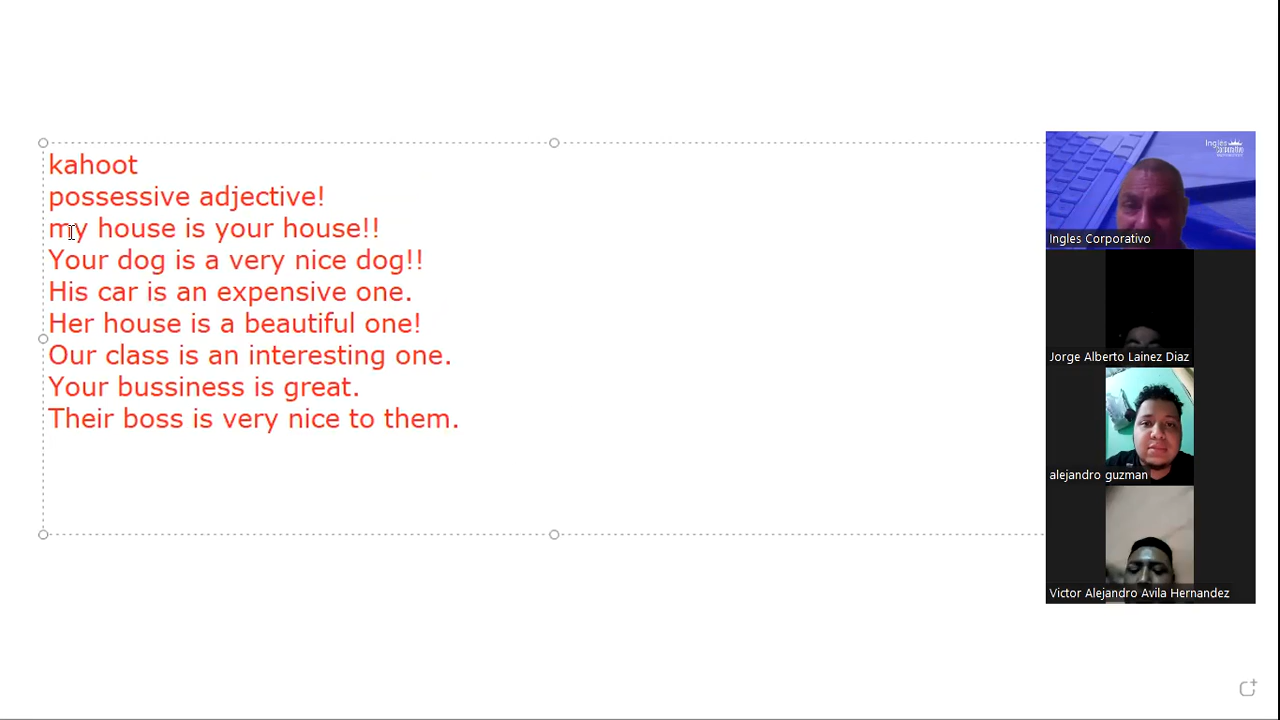 kahoot
possessive adjective!
my house is your house!!
Your dog is a very nice dog!!
His car is an expensive one.
Her house is a beautiful one!
Our class is an interesting one.
Your bussiness is great.
Their boss is very nice to them.
Ingles
Corporativo
Ingles Corporativo
Jorge Alberto Lainez Diaz
alejandro guzman
Victor Alejandro Avila Hernandez